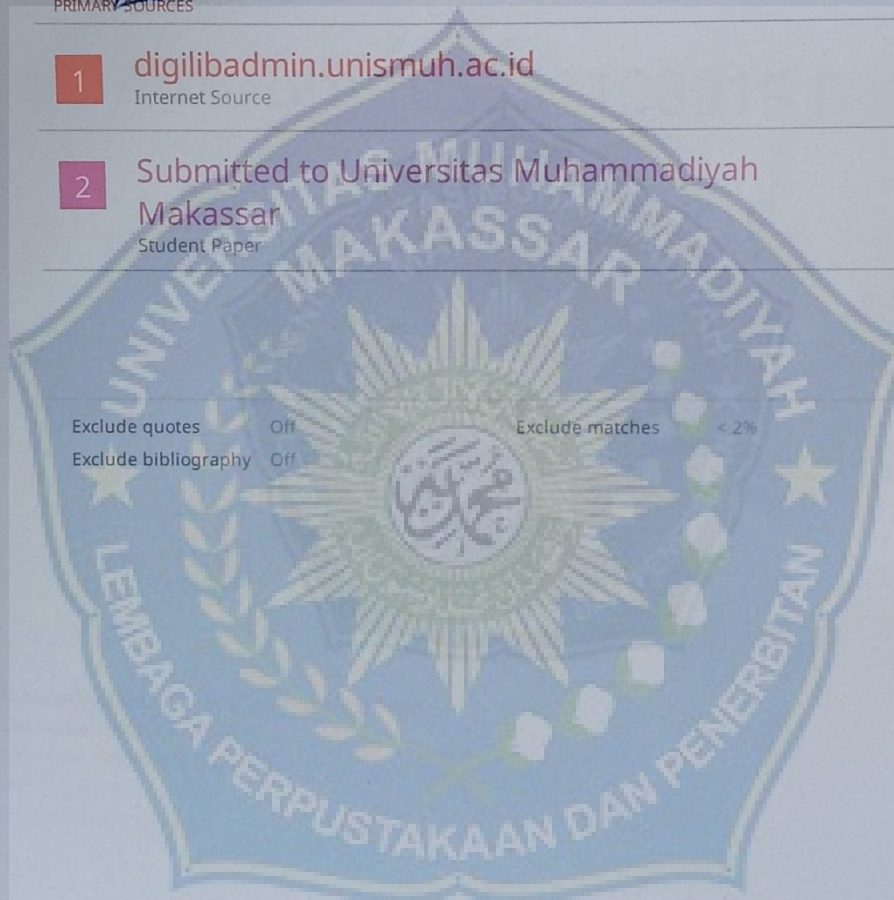 PRIMARY SOURCES
1
digilibadmin.unismuh.ac.id
Internet Source
2
Submitted to Universitas Muhammadiyah
Makassar
Student Paper
UNIVERSITAS MUHAMMADIYAH
MAKASSAR
Exclude quotes Off
Exclude matches < 2%
Exclude bibliography Off
LEMBAGA PERPUSTAKAAN DAN PENERBITAN